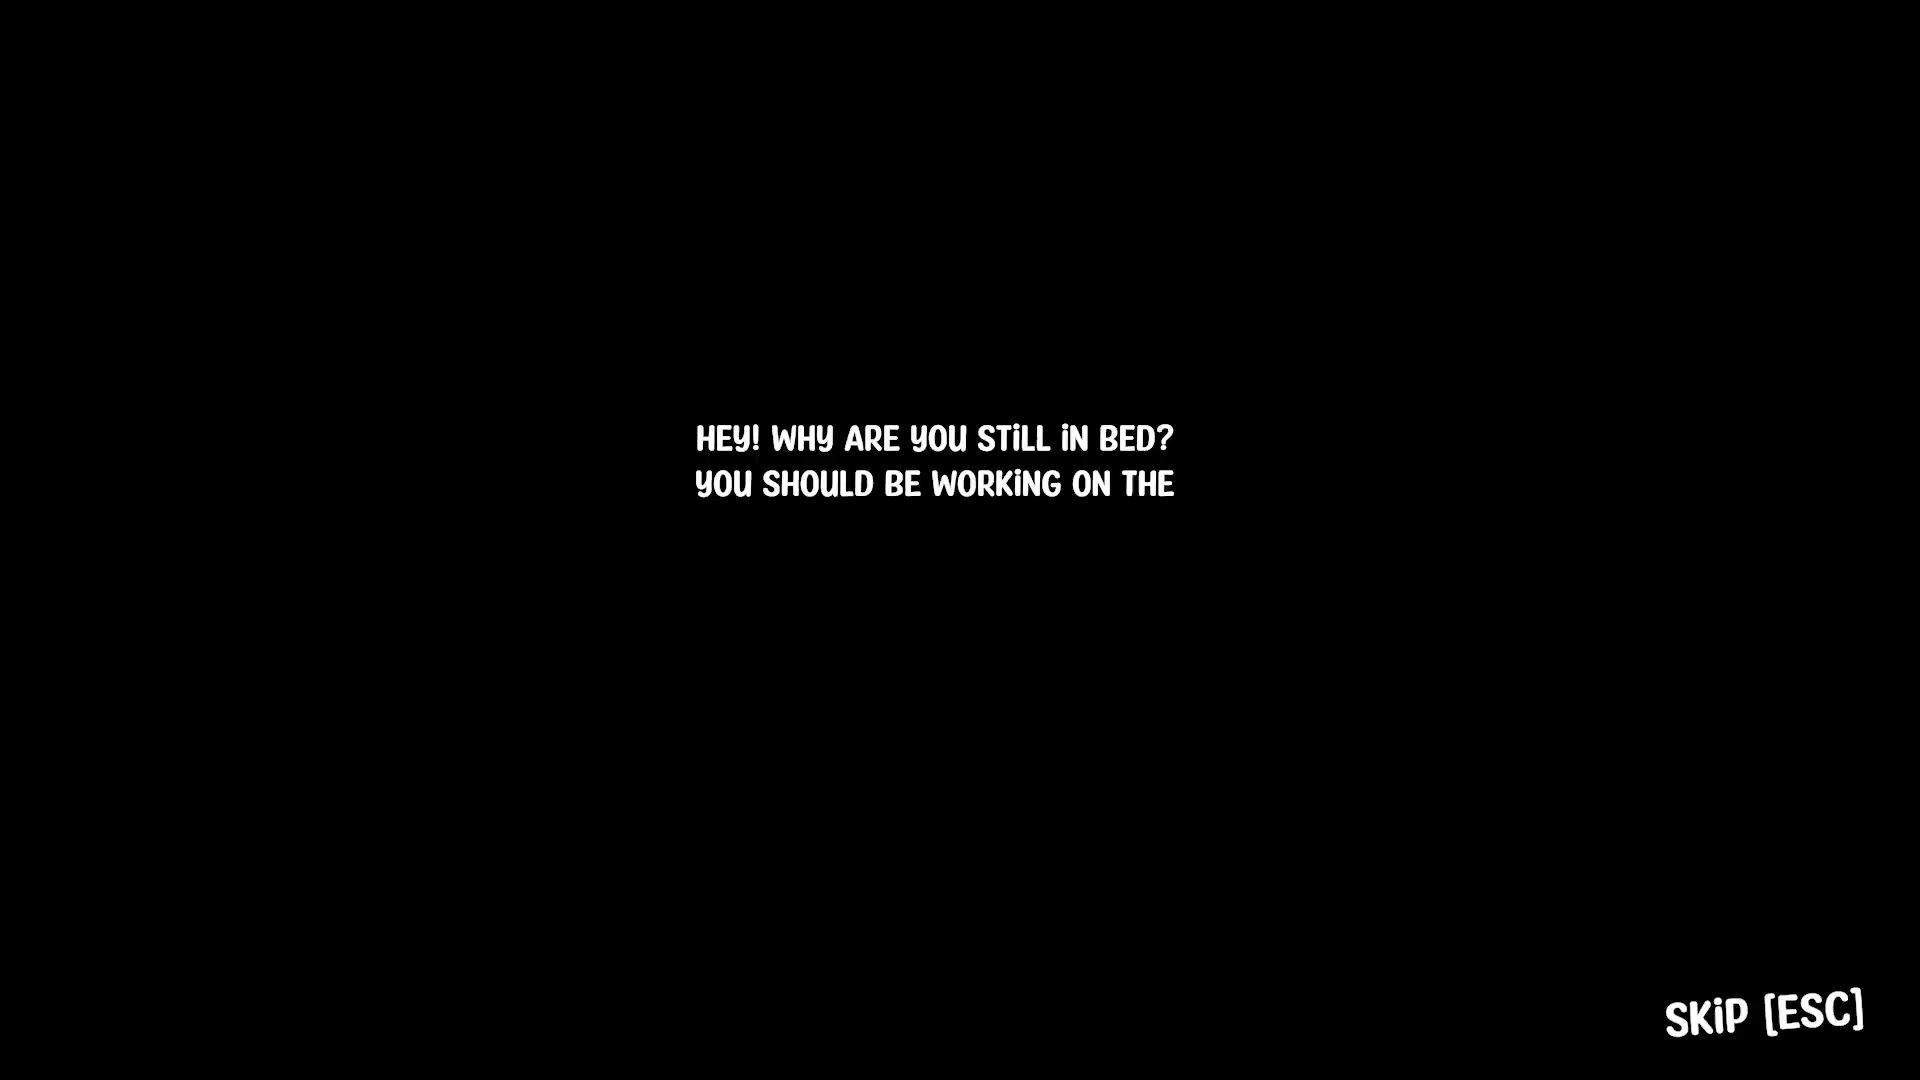 HEY! WHY ARE YOU STILL IN BED?
YOU SHOULD BE WORKING ON THE
SKIP [ESC]